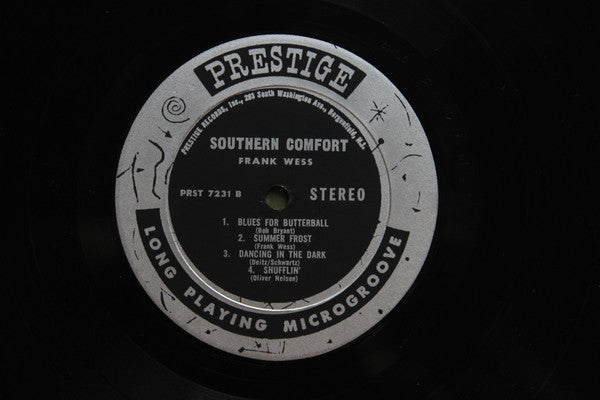 PRESTIGE
PRESTIGE RECORDS, Inc., 203 South Washington Ave., Bergenfield, N.J.
SOUTHERN COMFORT
FRANK WESS
PRST 7231 B STEREO
1. BLUES FOR BUTTERBALL
(Bob Bryant)
2. SUMMER FROST
(Frank Wess)
3. DANCING IN THE DARK
(Deitz/Schwartz)
4. SHUFFLIN'
(Oliver Nelson)
LONG PLAYING MICROGROOVE